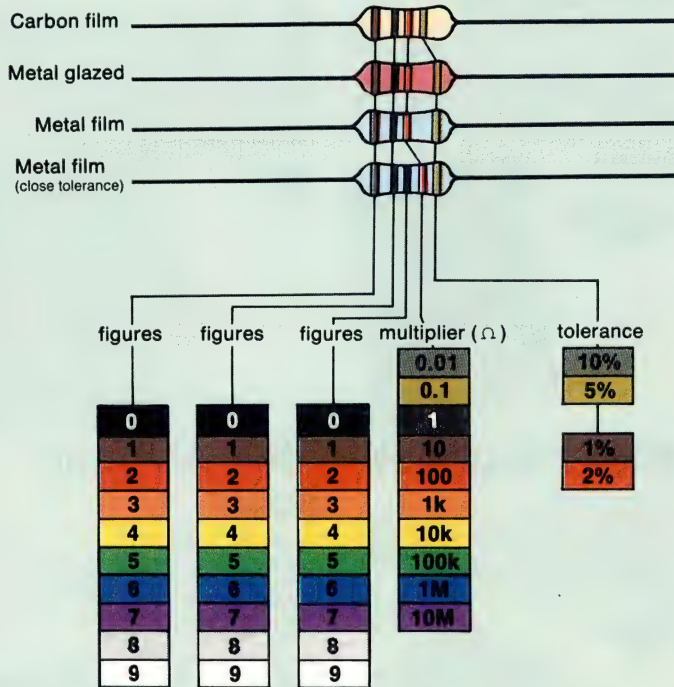 Carbon film
Metal glazed
Metal film
Metal film
(close tolerance)
figures figures figures multiplier (Ω) tolerance
0.01 10%
0.1 5%
0 0 0 1
1 1 1 10 1%
2 2 2 100 2%
3 3 3 1k
4 4 4 10k
5 5 5 100k
6 6 6 1M
7 7 7 10M
8 8 8
9 9 9